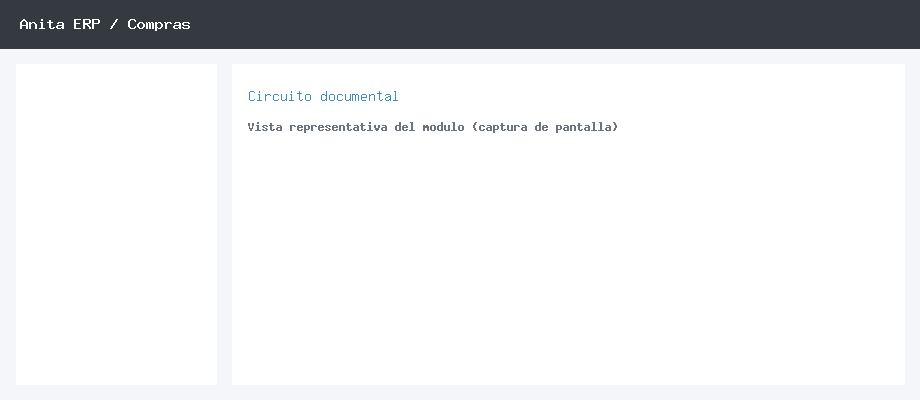 Anita ERP / Compras
Circuito documental
Vista representativa del modulo (captura de pantalla)